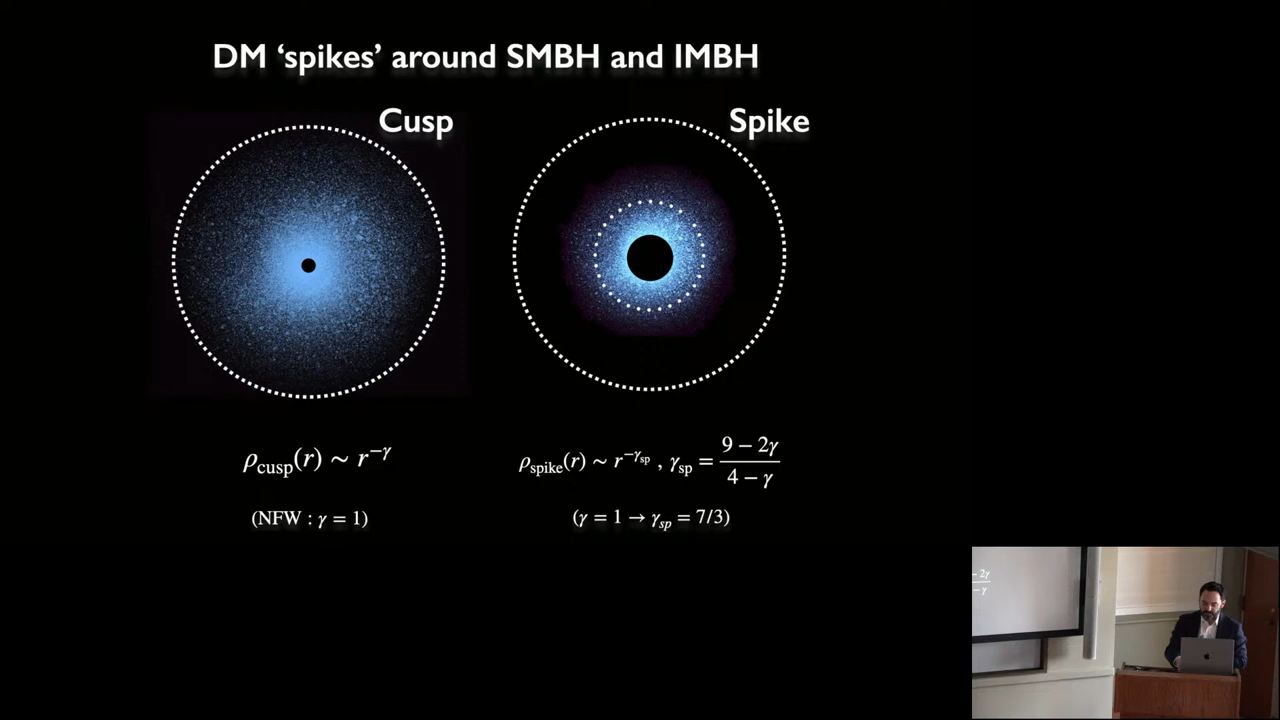 DM ‘spikes’ around SMBH and IMBH
Cusp
Spike
ρcusp(r) ∼ r^−γ
ρspike(r) ∼ r^−γsp , γsp = (9 − 2γ)/(4 − γ)
(NFW : γ = 1)
(γ = 1 → γsp = 7/3)
− 2γ
− γ